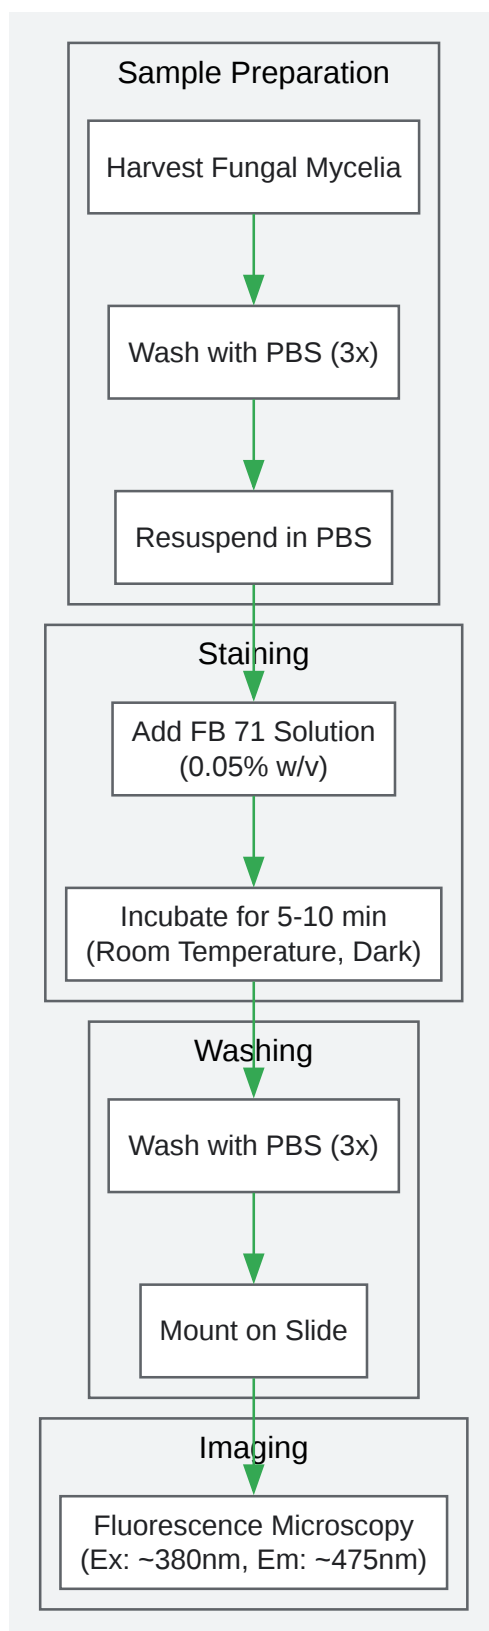 Sample Preparation
Harvest Fungal Mycelia
Wash with PBS (3x)
Resuspend in PBS
Staining
Add FB 71 Solution
(0.05% w/v)
Incubate for 5-10 min
(Room Temperature, Dark)
Washing
Wash with PBS (3x)
Mount on Slide
Imaging
Fluorescence Microscopy
(Ex: ~380nm, Em: ~475nm)